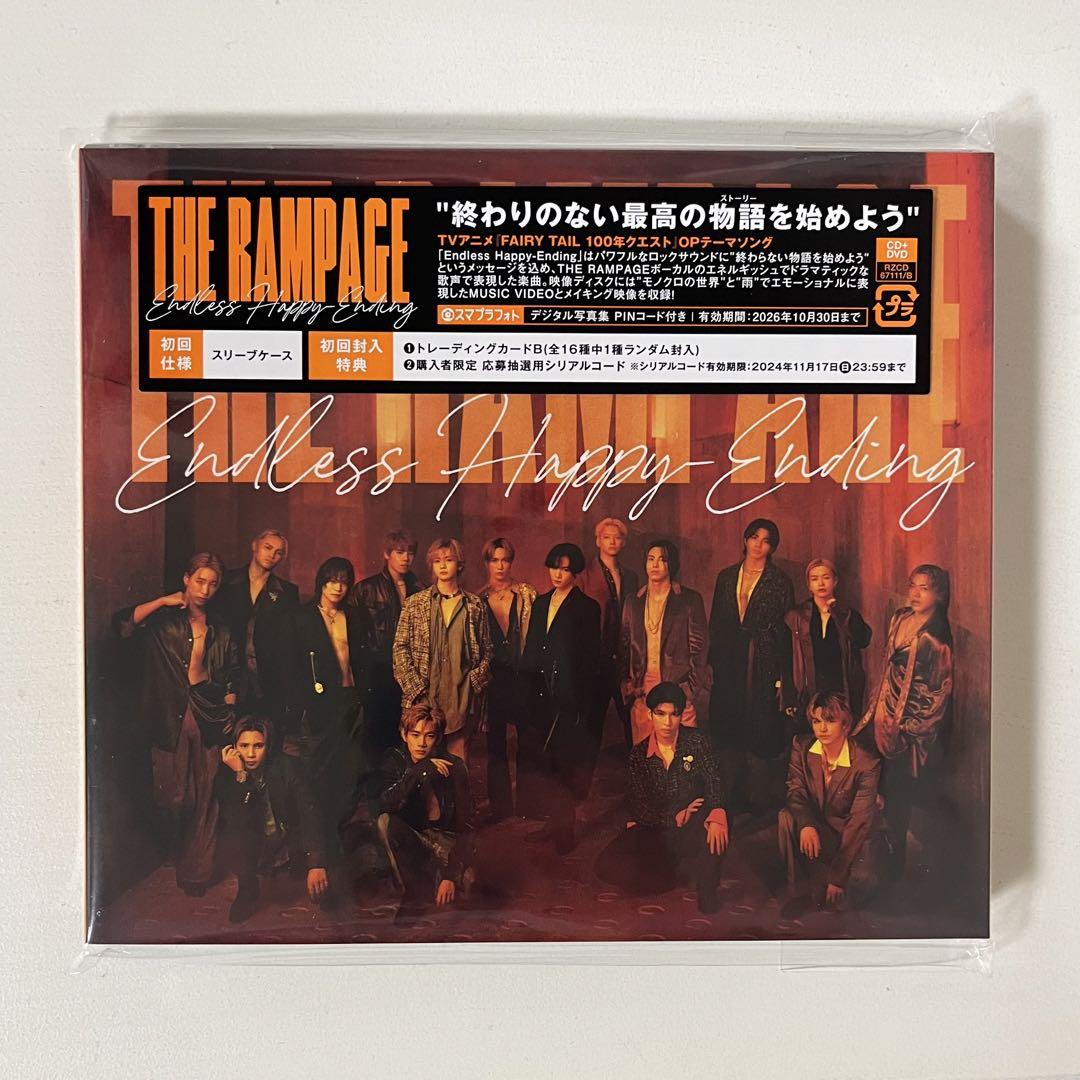 THE RAMPAGE
Endless Happy-Ending
ストーリー
"終わりのない最高の物語を始めよう"
TVアニメ『FAIRY TAIL 100年クエスト』OPテーマソング
「Endless Happy-Ending」はパワフルなロックサウンドに"終わらない物語を始めよう"
というメッセージを込め、THE RAMPAGEボーカルのエネルギッシュでドラマティックな
歌声で表現した楽曲。映像ディスクには"モノクロの世界"と"雨"でエモーショナルに表
現したMUSIC VIDEOとメイキング映像を収録!
CD+
DVD
RZCD
67111/B
プラ
スマプラフォト デジタル写真集 PINコード付き | 有効期間:2026年10月30日まで
初回
仕様
スリーブケース
初回封入
特典
❶トレーディングカードB(全16種中1種ランダム封入)
❷購入者限定 応募抽選用シリアルコード ※シリアルコード有効期限:2024年11月17日(日)23:59まで
THE RAMPAGE
Endless Happy-Ending